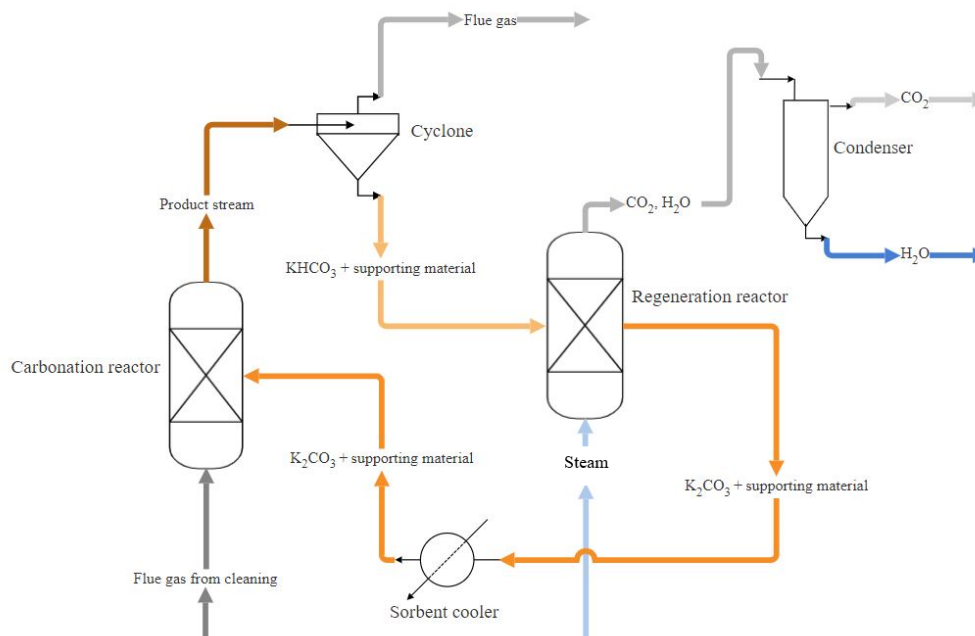 Flue gas
Cyclone
CO₂
Condenser
Product stream
CO₂, H₂O
H₂O
KHCO₃ + supporting material
Regeneration reactor
Carbonation reactor
K₂CO₃ + supporting material
Steam
K₂CO₃ + supporting material
Flue gas from cleaning
Sorbent cooler